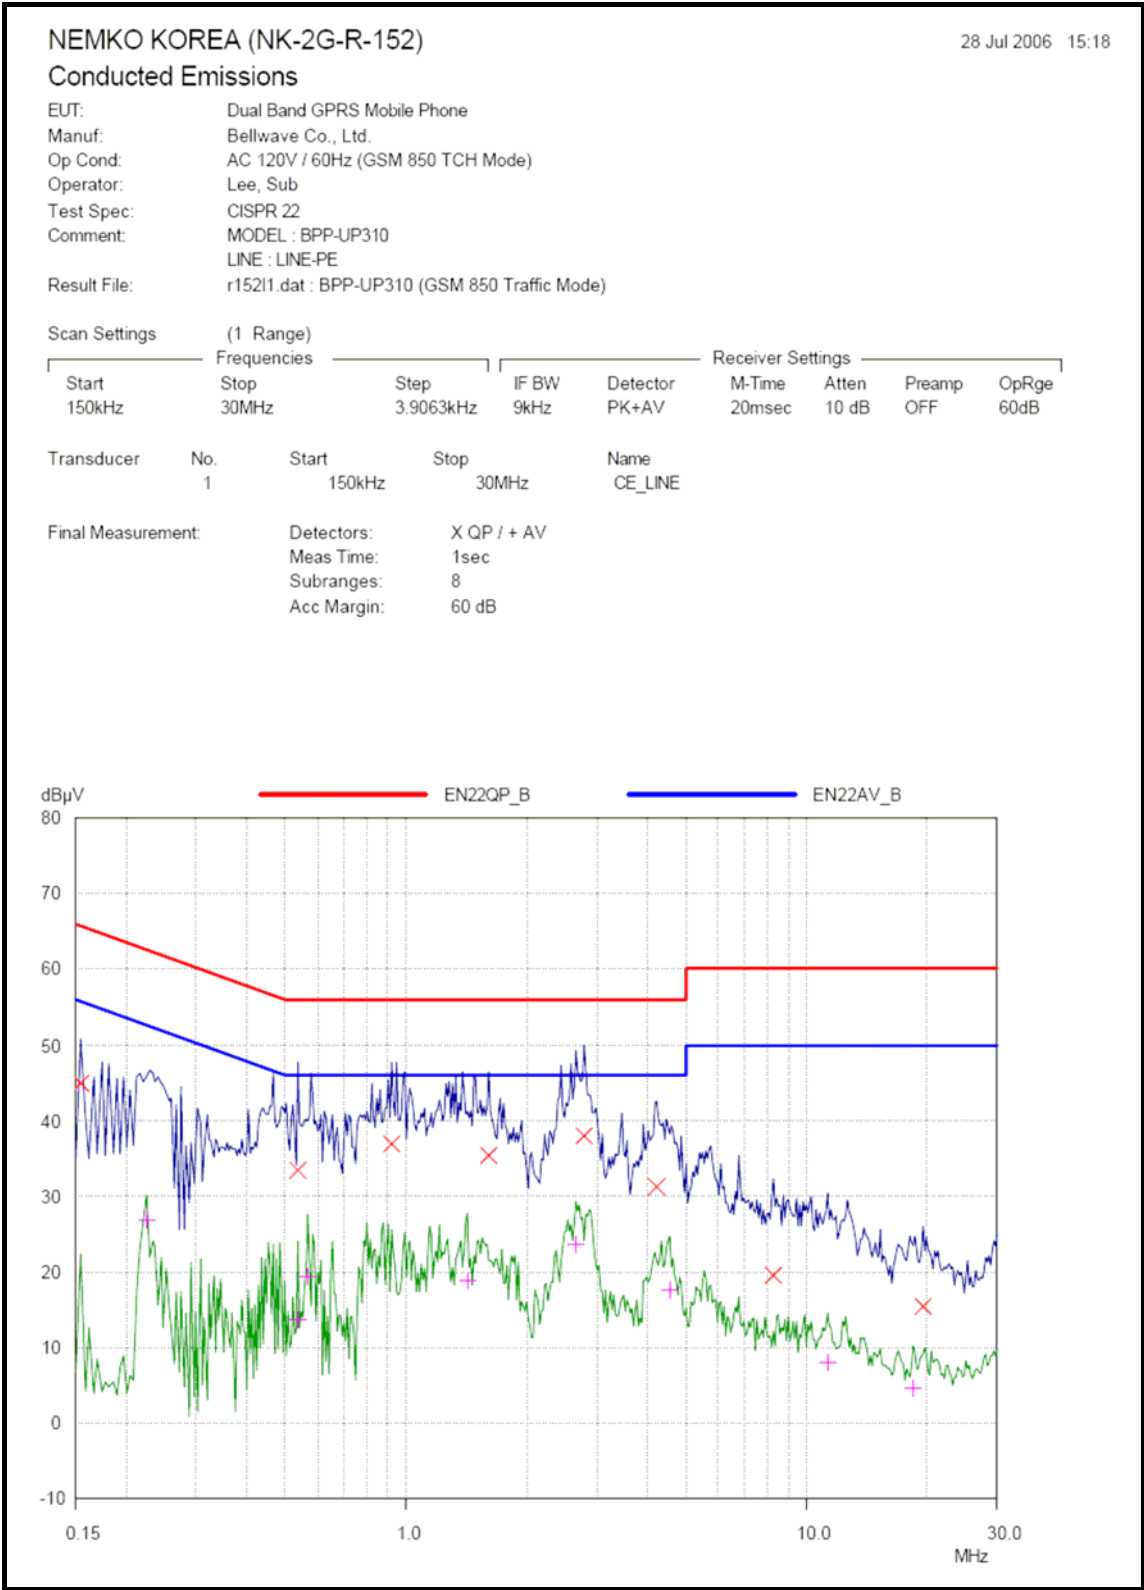 NEMKO KOREA (NK-2G-R-152) 28 Jul 2006 15:18
Conducted Emissions
EUT: Dual Band GPRS Mobile Phone
Manuf: Bellwave Co., Ltd.
Op Cond: AC 120V / 60Hz (GSM 850 TCH Mode)
Operator: Lee, Sub
Test Spec: CISPR 22
Comment: MODEL : BPP-UP310
LINE : LINE-PE
Result File: r152l1.dat : BPP-UP310 (GSM 850 Traffic Mode)
Scan Settings (1 Range)
Frequencies Receiver Settings
Start Stop Step IF BW Detector M-Time Atten Preamp OpRge
150kHz 30MHz 3.9063kHz 9kHz PK+AV 20msec 10 dB OFF 60dB
Transducer No. Start Stop Name
1 150kHz 30MHz CE_LINE
Final Measurement: Detectors: X QP / + AV
Meas Time: 1sec
Subranges: 8
Acc Margin: 60 dB
dBµV EN22QP_B EN22AV_B
80
70
60
50
40
30
20
10
0
-10
0.15 1.0 10.0 30.0
MHz